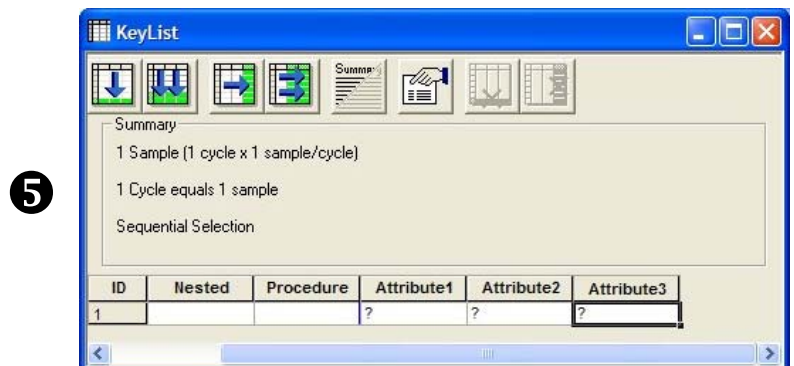 KeyList
Summary
Summary
1 Sample (1 cycle x 1 sample/cycle)
5
1 Cycle equals 1 sample
Sequential Selection
ID Nested Procedure Attribute1 Attribute2 Attribute3
1 ? ? ?